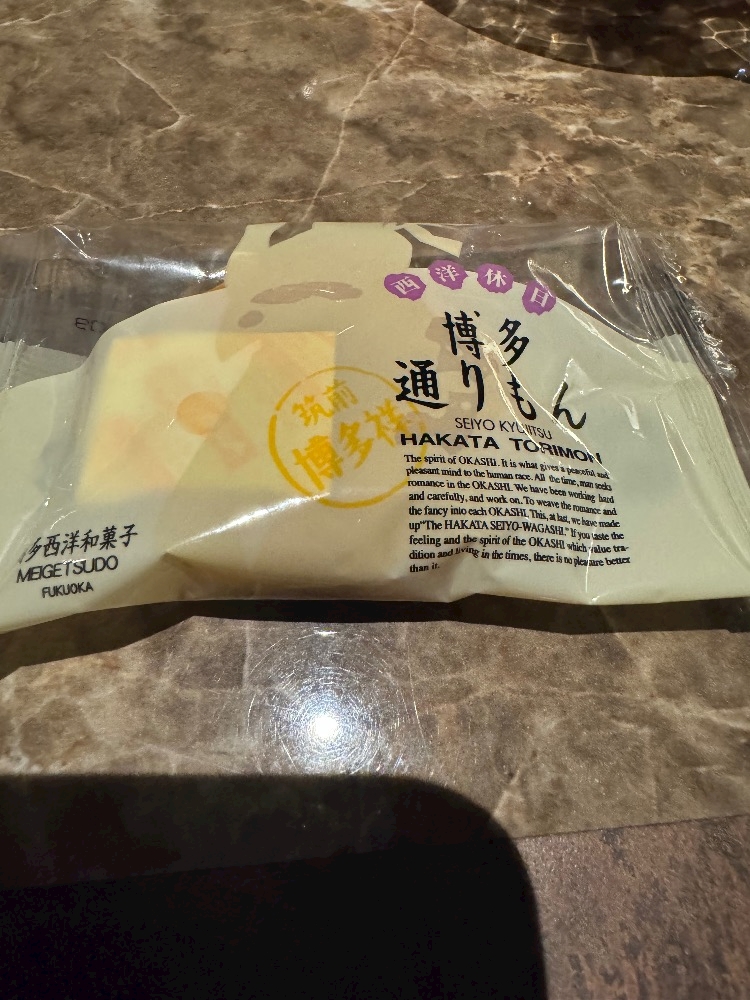 西洋休日
博多
通りもん
SEIYO KYUJITSU
HAKATA TORIMON
The spirit of OKASHI. It is what gives a peaceful and
pleasant mind to the human race. All the time, man seeks
romance in the OKASHI. We have been working hard
and carefully, and work on. To weave the romance and
the fancy into each OKASHI. This, at last, we have made
up"The HAKATA SEIYO-WAGASHI." If you taste the
feeling and the spirit of the OKASHI which value tra-
dition and living in the times, there is no pleasure better
than it.
筑前
博多
多西洋和菓子
MEIGETSUDO
FUKUOKA